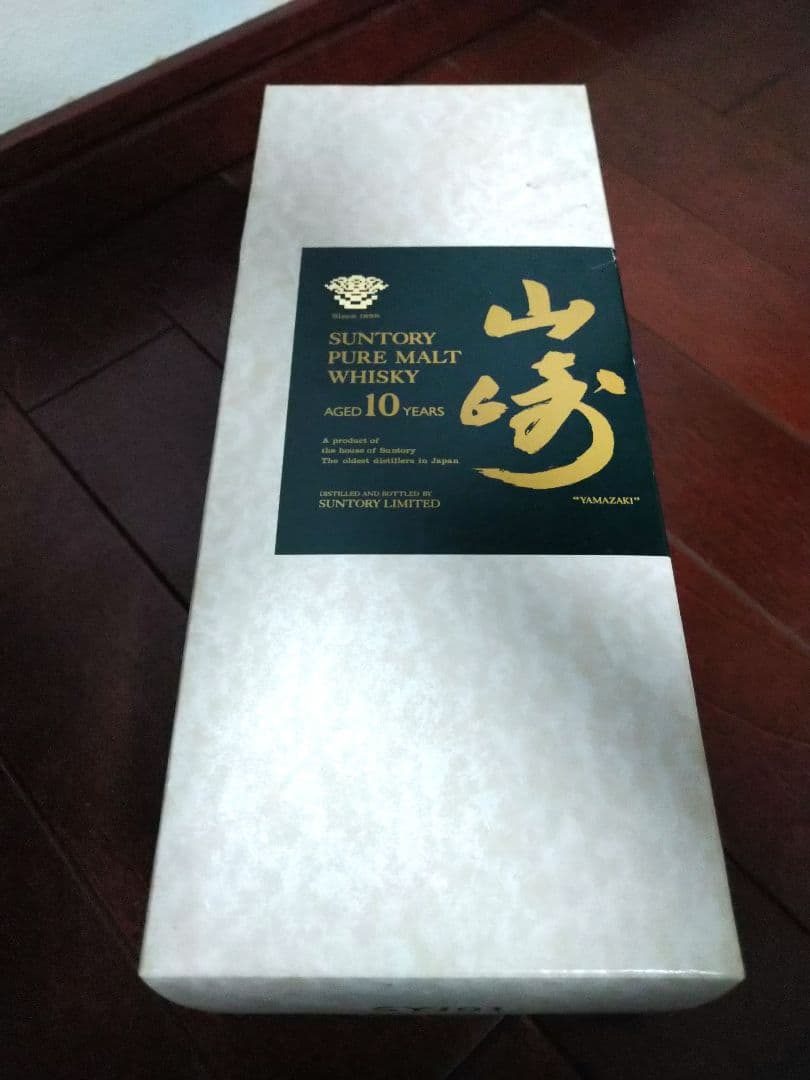 Since 1899
SUNTORY
PURE MALT
WHISKY
AGED 10 YEARS
A product of
the house of Suntory
The oldest distillers in Japan
DISTILLED AND BOTTLED BY
SUNTORY LIMITED
山崎
"YAMAZAKI"